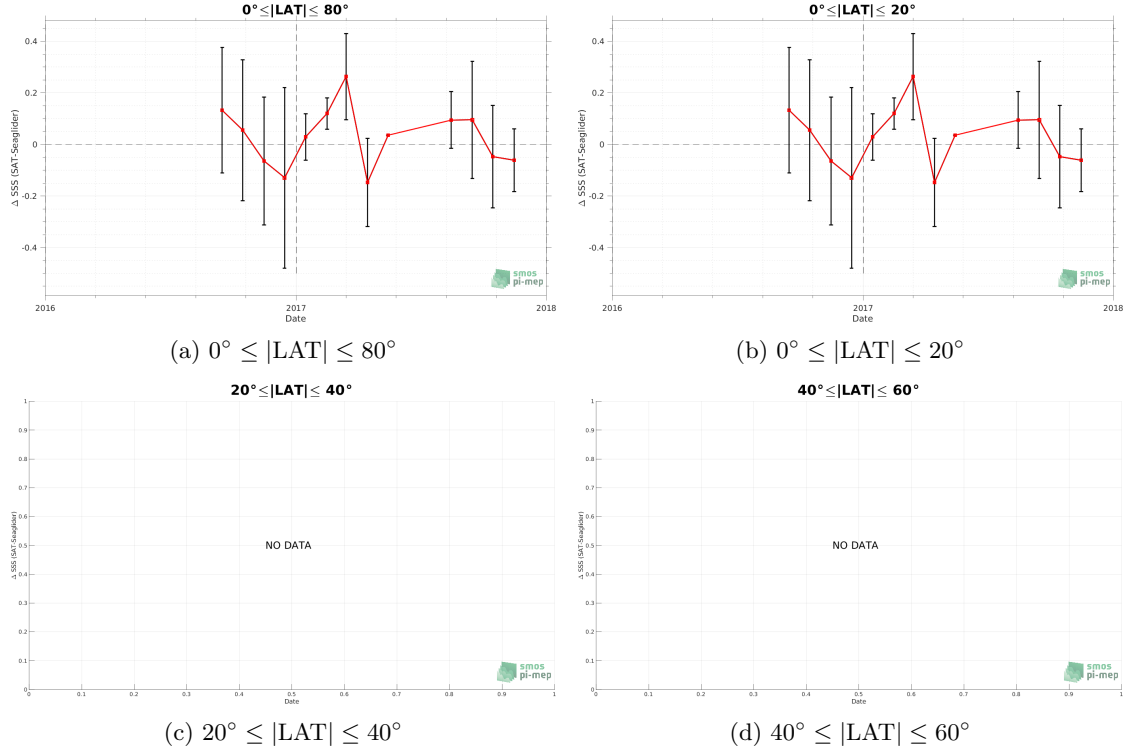 0°≤|LAT|≤ 80°
0.4
0.2
0
-0.2
-0.4
Δ SSS (SAT-Seaglider)
smos
pi-mep
2016
2017
2018
Date
(a) 0° ≤ |LAT| ≤ 80°
0°≤|LAT|≤ 20°
0.4
0.2
0
-0.2
-0.4
Δ SSS (SAT-Seaglider)
smos
pi-mep
2016
2017
2018
Date
(b) 0° ≤ |LAT| ≤ 20°
20°≤|LAT|≤ 40°
1
0.9
0.8
0.7
0.6
0.5
0.4
0.3
0.2
0.1
0
Δ SSS (SAT-Seaglider)
NO DATA
smos
pi-mep
0 0.1 0.2 0.3 0.4 0.5 0.6 0.7 0.8 0.9 1
Date
(c) 20° ≤ |LAT| ≤ 40°
40°≤|LAT|≤ 60°
1
0.9
0.8
0.7
0.6
0.5
0.4
0.3
0.2
0.1
0
Δ SSS (SAT-Seaglider)
NO DATA
smos
pi-mep
0 0.1 0.2 0.3 0.4 0.5 0.6 0.7 0.8 0.9 1
Date
(d) 40° ≤ |LAT| ≤ 60°